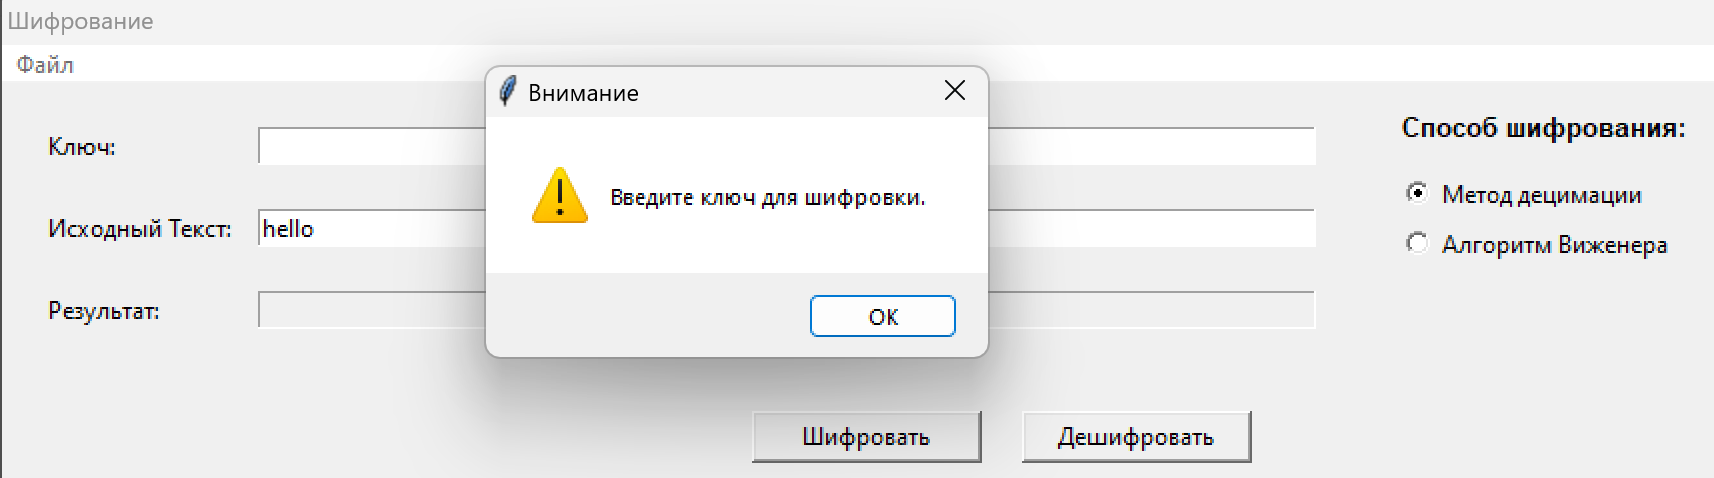 Шифрование
Файл
Внимание
Введите ключ для шифровки.
OK
Ключ:
Исходный Текст: hello
Результат:
Способ шифрования:
Метод децимации
Алгоритм Виженера
Шифровать
Дешифровать